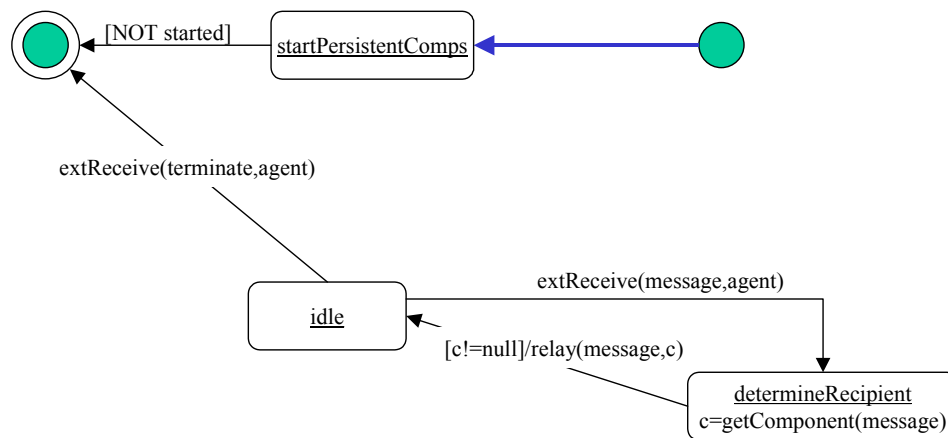 [NOT started]
startPersistentComps
extReceive(terminate,agent)
extReceive(message,agent)
idle
[c!=null]/relay(message,c)
determineRecipient
c=getComponent(message)